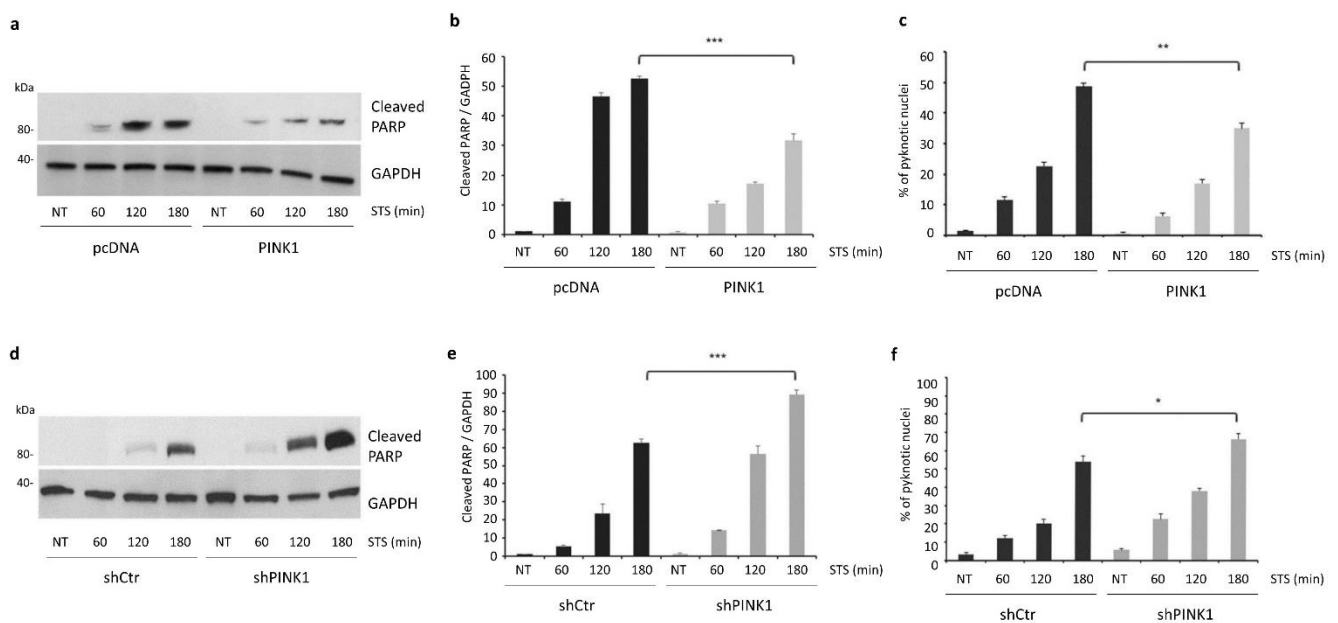 a
kDa
80-
40-
Cleaved
PARP
GAPDH
NT 60 120 180 NT 60 120 180 STS (min)
pcDNA PINK1
b
***
Cleaved PARP / GADPH
60
50
40
30
20
10
0
NT 60 120 180 NT 60 120 180 STS (min)
pcDNA PINK1
c
**
% of pyknotic nuclei
60
50
40
30
20
10
0
NT 60 120 180 NT 60 120 180 STS (min)
pcDNA PINK1
d
kDa
80-
40-
Cleaved
PARP
GAPDH
NT 60 120 180 NT 60 120 180 STS (min)
shCtr shPINK1
e
***
Cleaved PARP / GAPDH
100
90
80
70
60
50
40
30
20
10
0
NT 60 120 180 NT 60 120 180 STS (min)
shCtr shPINK1
f
*
% of pyknotic nuclei
100
90
80
70
60
50
40
30
20
10
0
NT 60 120 180 NT 60 120 180 STS (min)
shCtr shPINK1